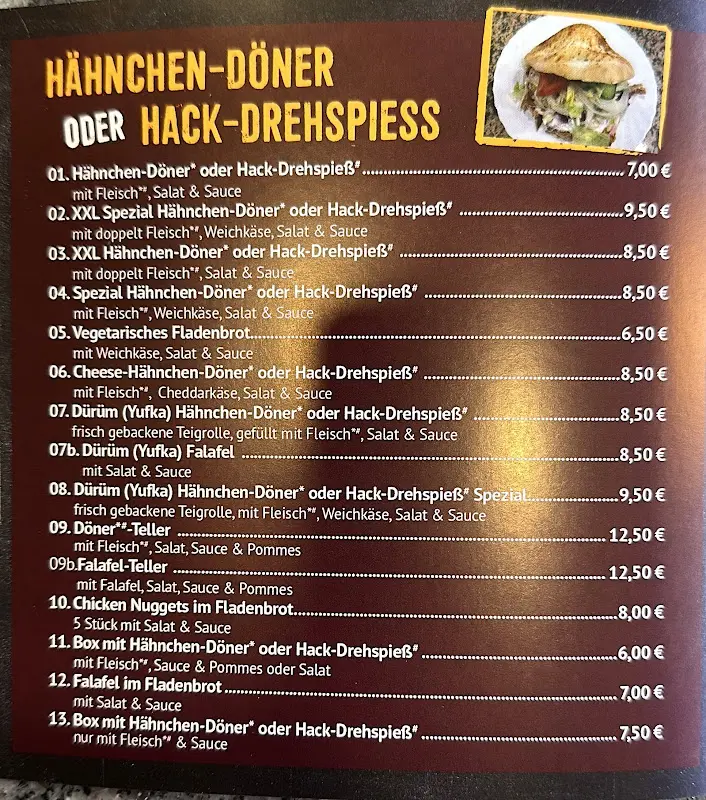 HÄHNCHEN-DÖNER
ODER HACK-DREHSPIESS
01. Hähnchen-Döner* oder Hack-Drehspieß# 7,00 €
mit Fleisch*#, Salat & Sauce
02. XXL Spezial Hähnchen-Döner* oder Hack-Drehspieß# 9,50 €
mit doppelt Fleisch*#, Weichkäse, Salat & Sauce
03. XXL Hähnchen-Döner* oder Hack-Drehspieß# 8,50 €
mit doppelt Fleisch*#, Salat & Sauce
04. Spezial Hähnchen-Döner* oder Hack-Drehspieß# 8,50 €
mit Fleisch*#, Weichkäse, Salat & Sauce
05. Vegetarisches Fladenbrot 6,50 €
mit Weichkäse, Salat & Sauce
06. Cheese-Hähnchen-Döner* oder Hack-Drehspieß# 8,50 €
mit Fleisch*#, Cheddarkäse, Salat & Sauce
07. Dürüm (Yufka) Hähnchen-Döner* oder Hack-Drehspieß# 8,50 €
frisch gebackene Teigrolle, gefüllt mit Fleisch*#, Salat & Sauce
07b. Dürüm (Yufka) Falafel 8,50 €
mit Salat & Sauce
08. Dürüm (Yufka) Hähnchen-Döner* oder Hack-Drehspieß# Spezial 9,50 €
frisch gebackene Teigrolle, mit Fleisch*#, Weichkäse, Salat & Sauce
09. Döner*#-Teller 12,50 €
mit Fleisch*#, Salat, Sauce & Pommes
09b.Falafel-Teller 12,50 €
mit Falafel, Salat, Sauce & Pommes
10. Chicken Nuggets im Fladenbrot 8,00 €
5 Stück mit Salat & Sauce
11. Box mit Hähnchen-Döner* oder Hack-Drehspieß# 6,00 €
mit Fleisch*#, Sauce & Pommes oder Salat
12. Falafel im Fladenbrot 7,00 €
mit Salat & Sauce
13. Box mit Hähnchen-Döner* oder Hack-Drehspieß# 7,50 €
nur mit Fleisch*# & Sauce